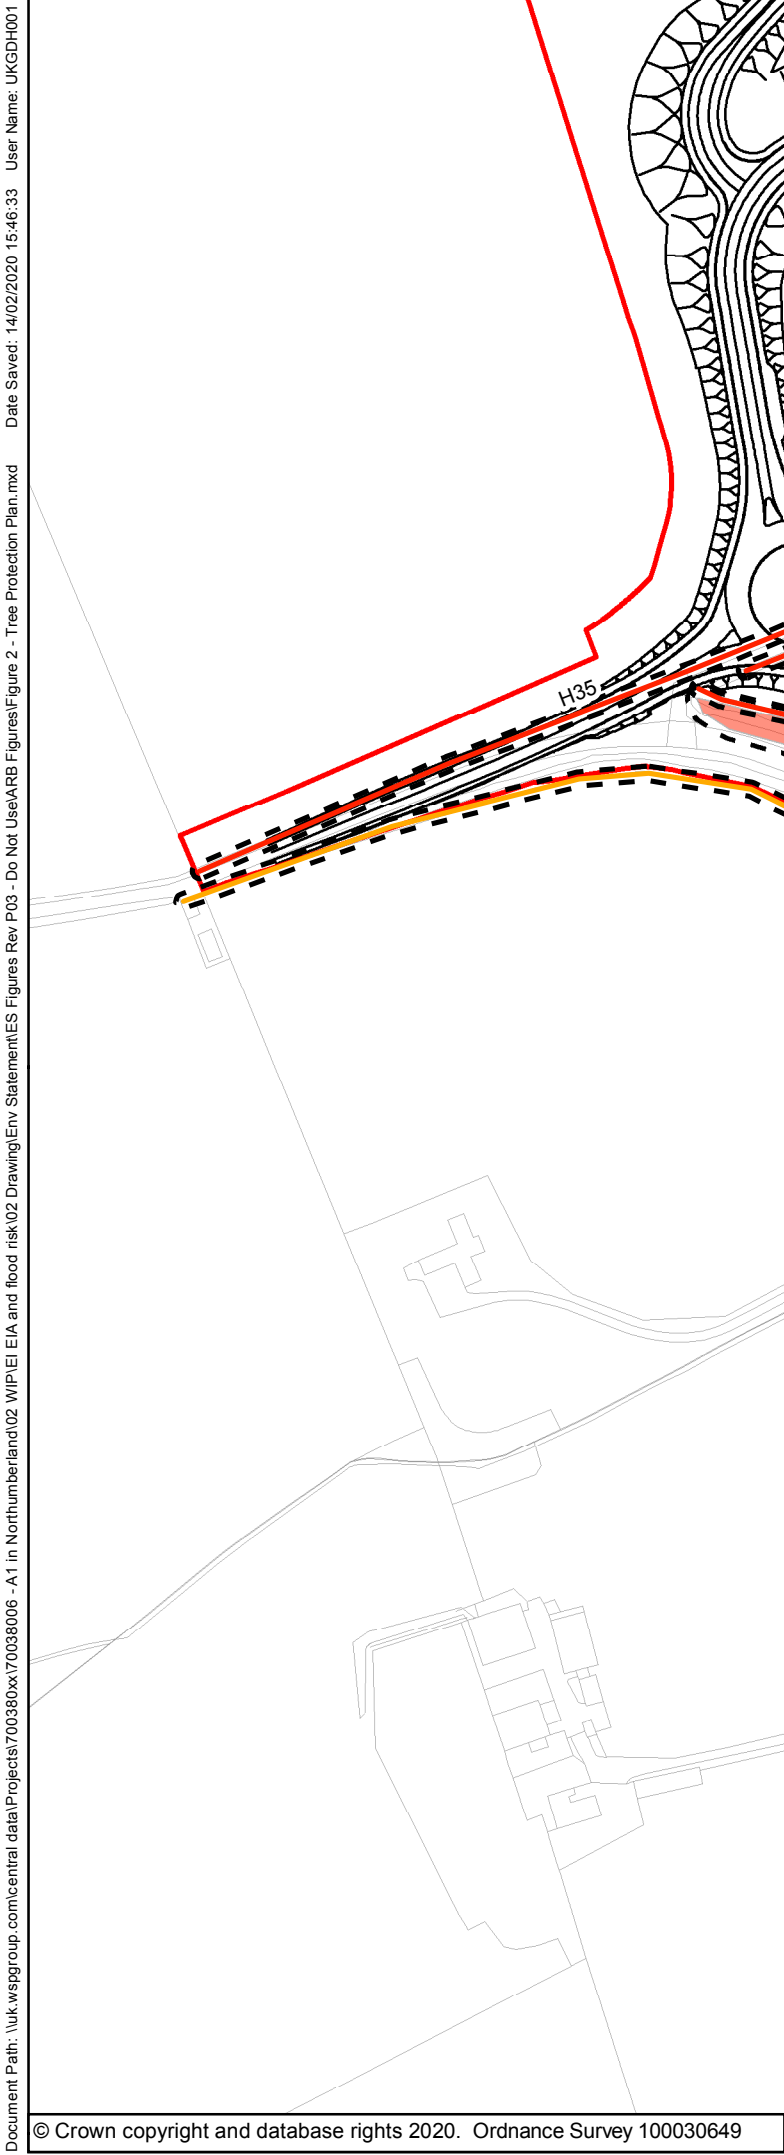 Document Path: \\uk.wspgroup.com\central data\Projects\700380xx\70038006 - A1 in Northumberland\02 WIP\EI EIA and flood risk\02 Drawing\Env Statement\ES Figures Rev P03 - Do Not Use\ARB Figures\Figure 2 - Tree Protection Plan.mxd Date Saved: 14/02/2020 15:46:33 User Name: UKGDH001
H35
© Crown copyright and database rights 2020. Ordnance Survey 100030649